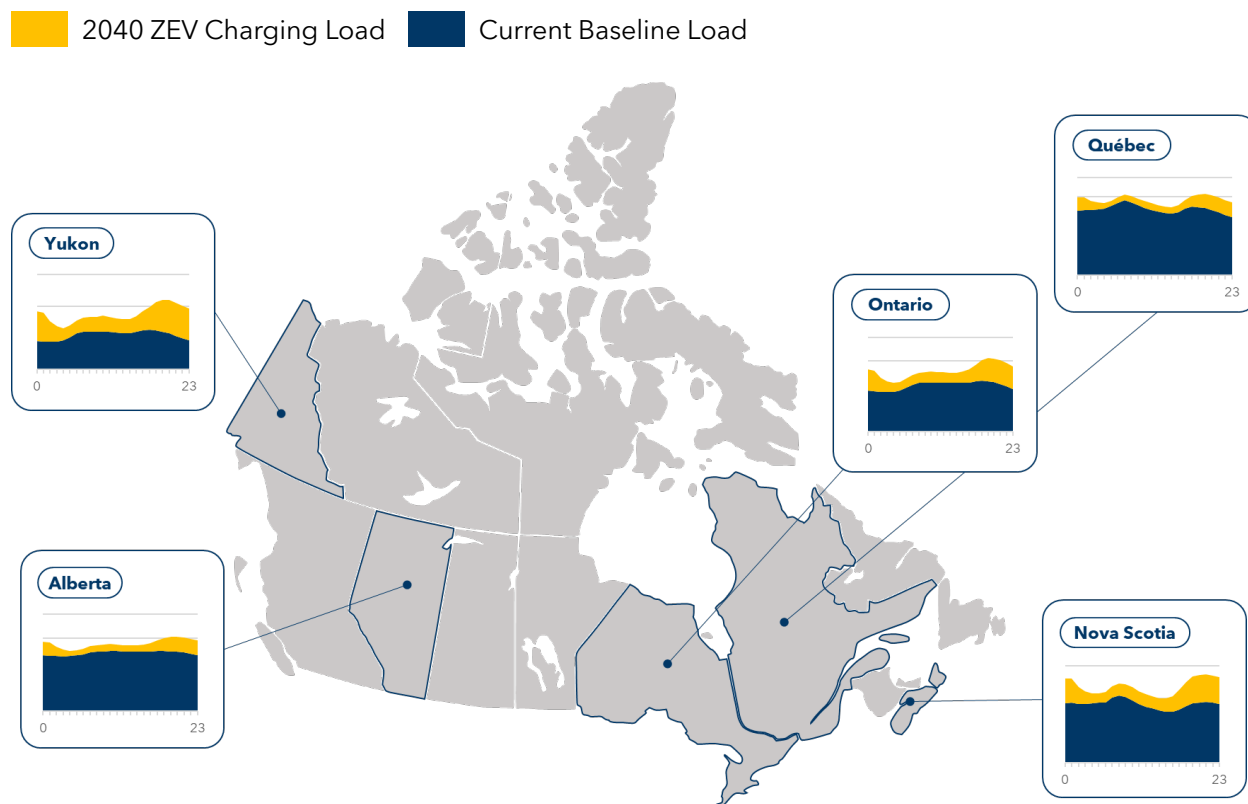 2040 ZEV Charging Load
Current Baseline Load
Québec
0 23
Yukon
0 23
Ontario
0 23
Alberta
0 23
Nova Scotia
0 23